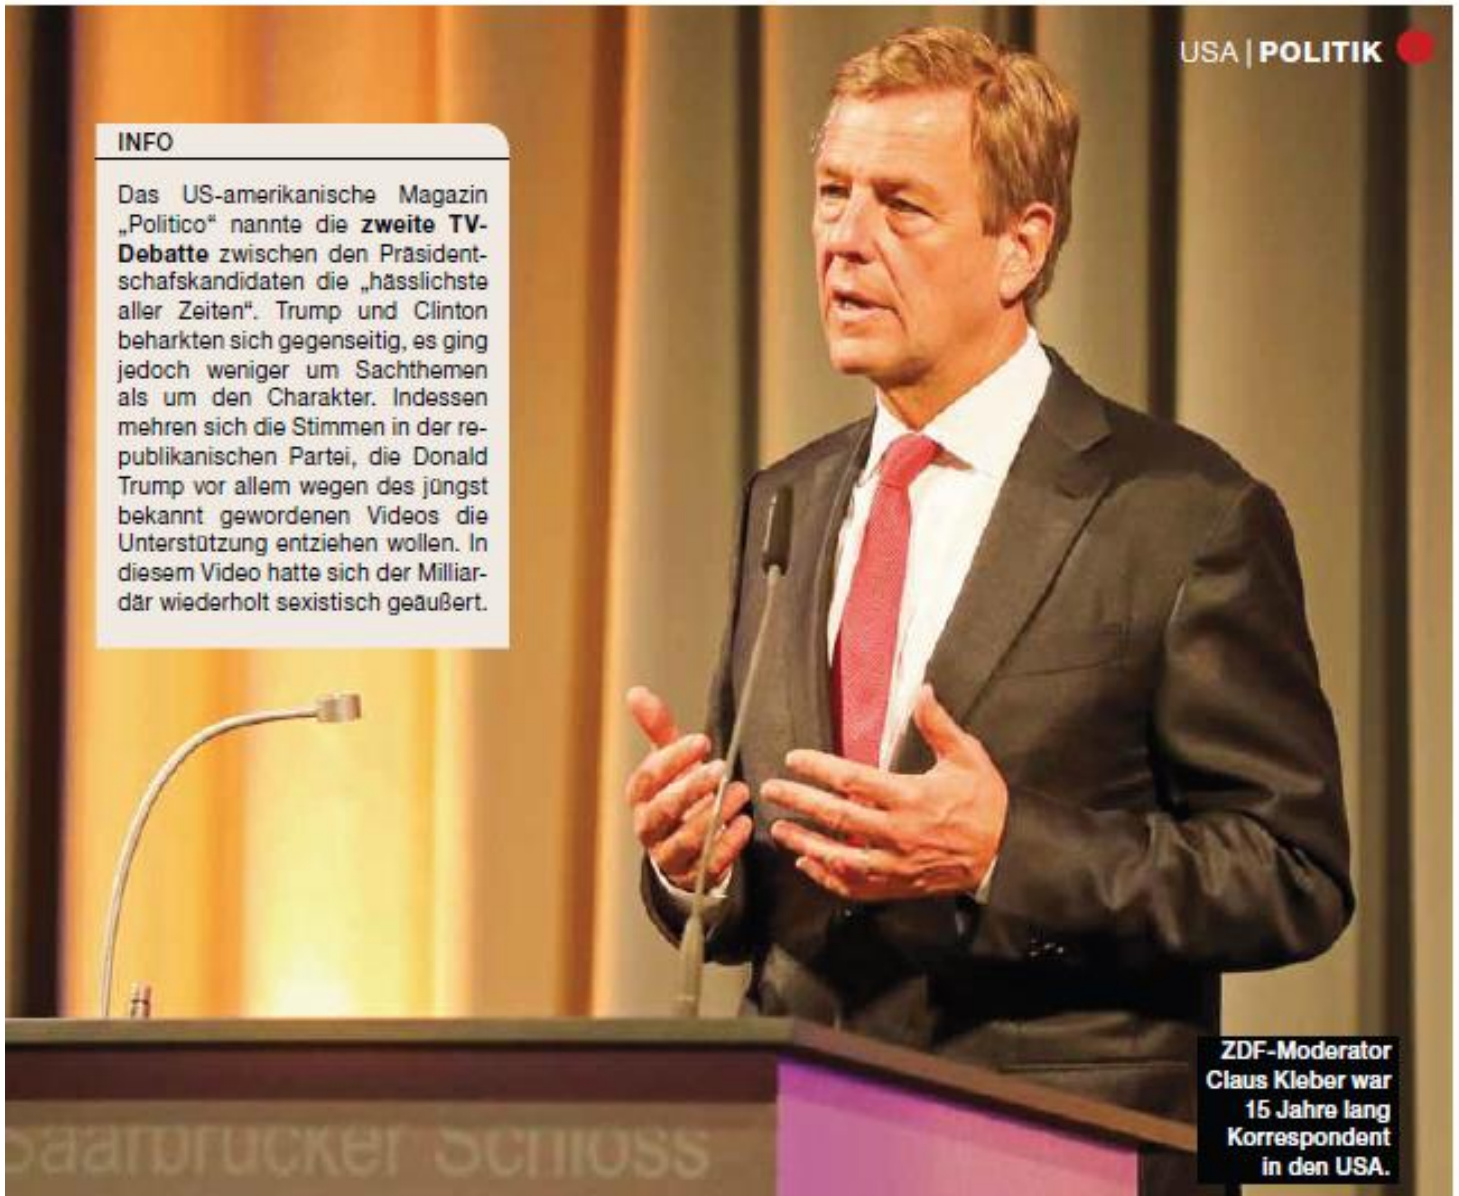 USA | POLITIK
INFO
Das US-amerikanische Magazin
„Politico“ nannte die zweite TV-
Debatte zwischen den Präsident-
schafskandidaten die „hässlichste
aller Zeiten“. Trump und Clinton
beharkten sich gegenseitig, es ging
jedoch weniger um Sachthemen
als um den Charakter. Indessen
mehren sich die Stimmen in der re-
publikanischen Partei, die Donald
Trump vor allem wegen des jüngst
bekannt gewordenen Videos die
Unterstützung entziehen wollen. In
diesem Video hatte sich der Milliar-
där wiederholt sexistisch geäußert.
Saarbrücker Schloss
ZDF-Moderator
Claus Kleber war
15 Jahre lang
Korrespondent
in den USA.